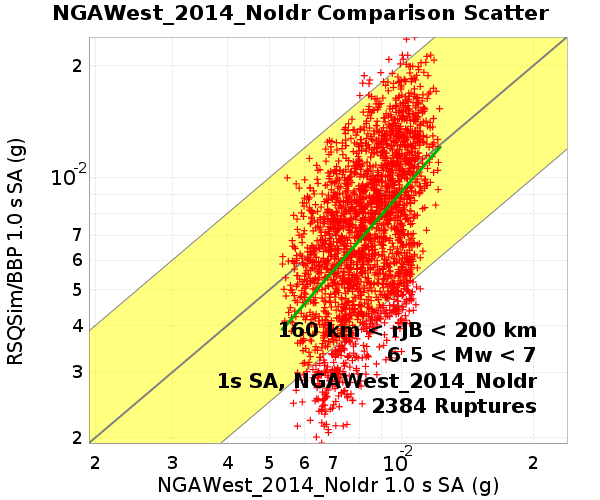 NGAWest_2014_NoIdr Comparison Scatter
RSQSim/BBP 1.0 s SA (g)
2
10-2
7
6
5
4
3
2
160 km < rJB < 200 km
6.5 < Mw < 7
1s SA, NGAWest_2014_NoIdr
2384 Ruptures
2 3 4 5 6 7 10-2 2
NGAWest_2014_NoIdr 1.0 s SA (g)